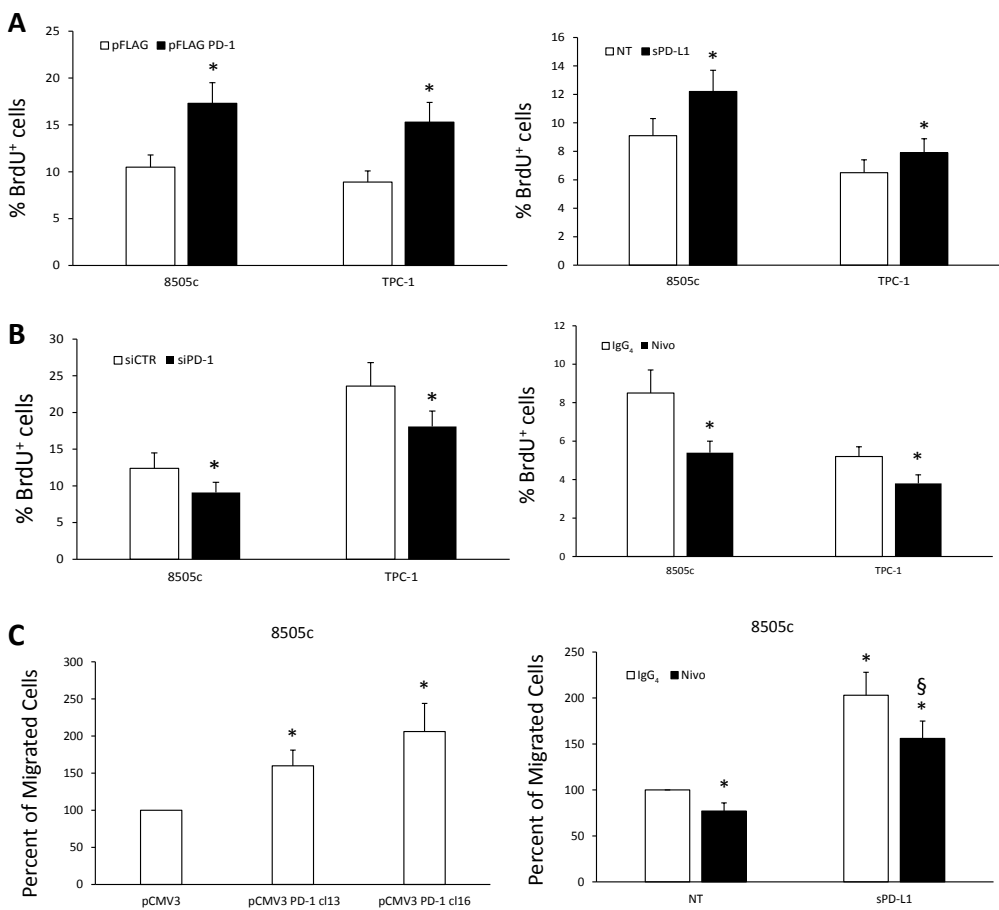 A
pFLAG pFLAG PD-1
% BrdU⁺ cells
25
20
15
10
5
0
* *
8505c TPC-1
NT sPD-L1
% BrdU⁺ cells
16
14
12
10
8
6
4
2
0
* *
8505c TPC-1
B
siCTR siPD-1
% BrdU⁺ cells
30
25
20
15
10
5
0
* *
8505c TPC-1
IgG₄ Nivo
% BrdU⁺ cells
12
10
8
6
4
2
0
* *
8505c TPC-1
C
8505c
Percent of Migrated Cells
300
250
200
150
100
50
0
* *
pCMV3 pCMV3 PD-1 cl13 pCMV3 PD-1 cl16
8505c
IgG₄ Nivo
Percent of Migrated Cells
250
200
150
100
50
0
* * § *
NT sPD-L1